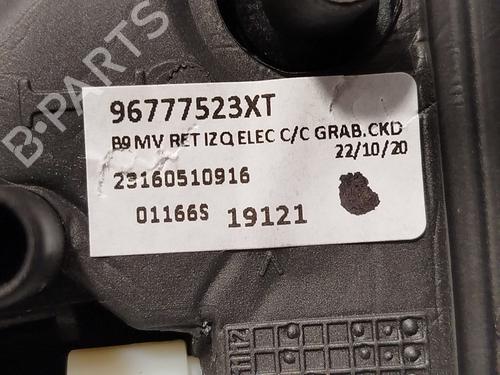 B-PARTS
96777523XT
B9 MV RET IZQ ELEC C/C GRAB.CKD
22/10/20
23160510916
01166S 19121